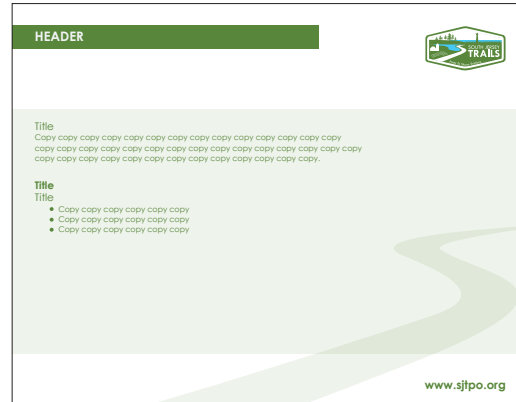 HEADER
SOUTH JERSEY
TRAILS
Title
Copy copy copy copy copy copy copy copy copy copy copy copy copy copy
copy copy copy copy copy copy copy copy copy copy copy copy copy copy copy
copy copy copy copy copy copy copy copy copy copy copy copy copy.
Title
Title
● Copy copy copy copy copy copy
● Copy copy copy copy copy copy
● Copy copy copy copy copy copy
www.sjtpo.org